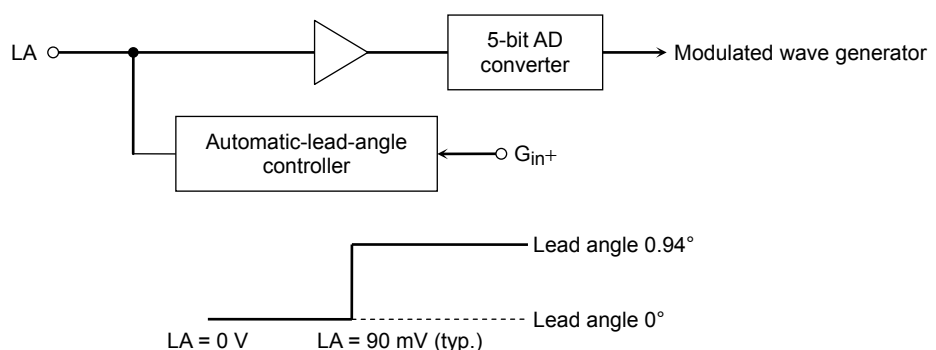 LA
5-bit AD
converter
Modulated wave generator
Automatic-lead-angle
controller
Gin+
Lead angle 0.94°
Lead angle 0°
LA = 0 V
LA = 90 mV (typ.)